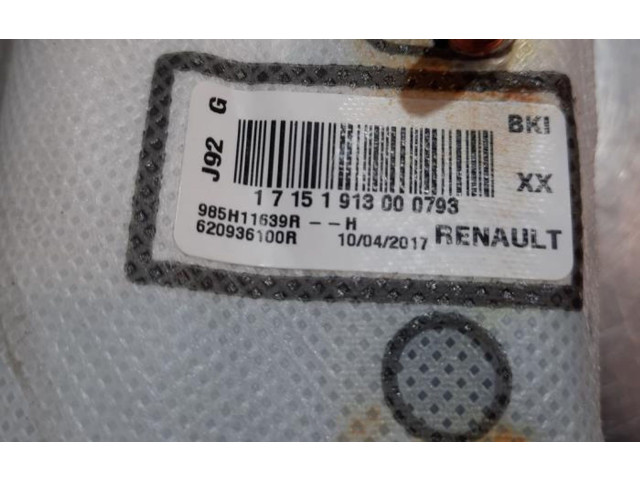 J92 G
BKI
XX
1 7 15 1 913 00 0793
985H11639R - - H
620936100R 10/04/2017 RENAULT